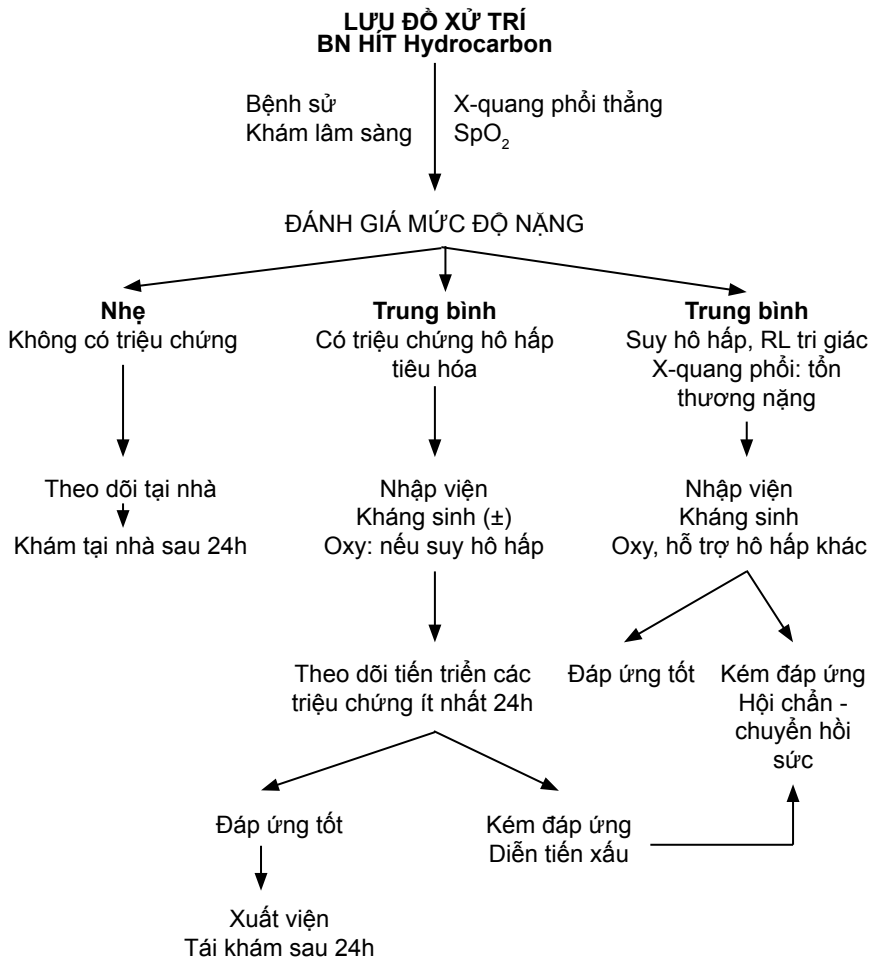 LƯU ĐỒ XỬ TRÍ
BN HÍT Hydrocarbon
Bệnh sử
Khám lâm sàng
X-quang phổi thẳng
SpO₂
ĐÁNH GIÁ MỨC ĐỘ NẶNG
Nhẹ
Không có triệu chứng
Trung bình
Có triệu chứng hô hấp
tiêu hóa
Trung bình
Suy hô hấp, RL tri giác
X-quang phổi: tổn
thương nặng
Theo dõi tại nhà
Khám tại nhà sau 24h
Nhập viện
Kháng sinh (±)
Oxy: nếu suy hô hấp
Nhập viện
Kháng sinh
Oxy, hỗ trợ hô hấp khác
Theo dõi tiến triển các
triệu chứng ít nhất 24h
Đáp ứng tốt
Kém đáp ứng
Hội chẩn -
chuyển hồi
sức
Đáp ứng tốt
Kém đáp ứng
Diễn tiến xấu
Xuất viện
Tái khám sau 24h